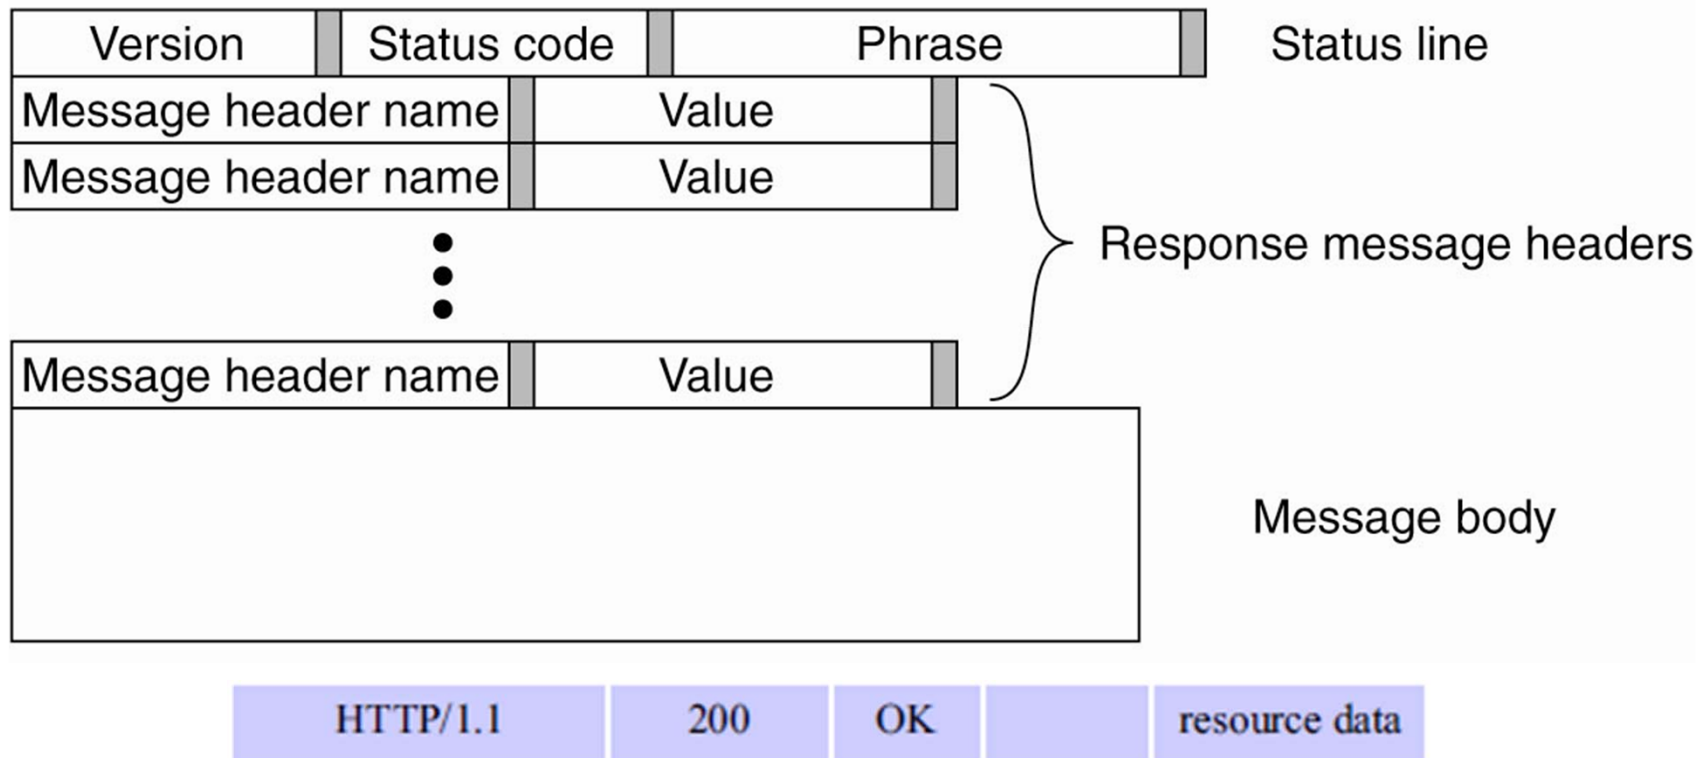 Version Status code Phrase Status line
Message header name Value
Message header name Value
Response message headers
Message header name Value
Message body
HTTP/1.1 200 OK resource data